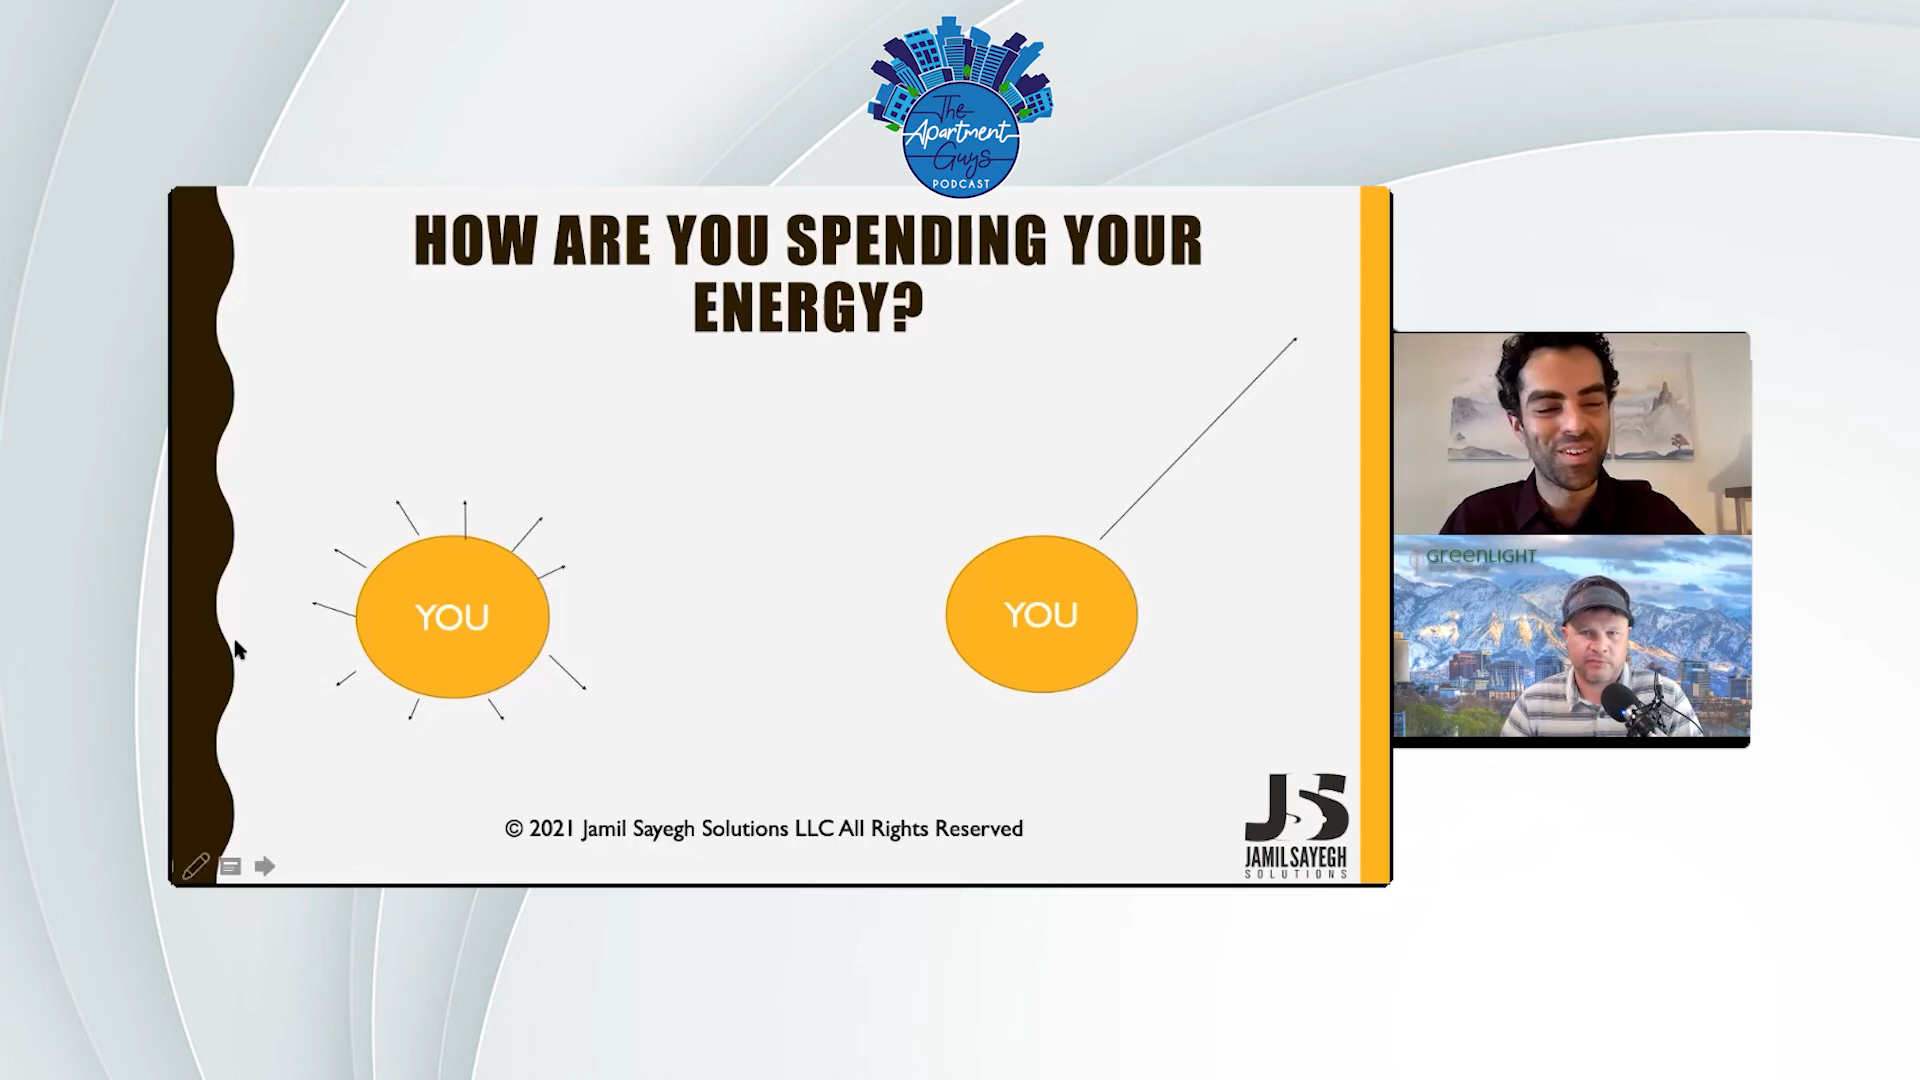 The
Apartment
Guys
PODCAST
HOW ARE YOU SPENDING YOUR
ENERGY?
YOU
YOU
© 2021 Jamil Sayegh Solutions LLC All Rights Reserved
JSS
JAMIL SAYEGH
SOLUTIONS
GreenLIGHT